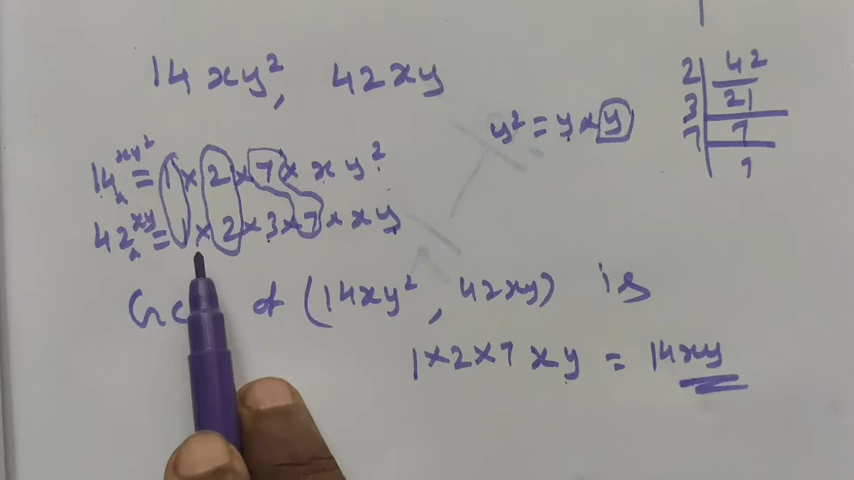 14xy², 42xy
14xy² = 1 × 2 × 7 × x y²
42xy = 1 × 2 × 3 × 7 × x y
of (14xy², 42xy) is
1×2×7 x y = 14xy
y² = y × y
2 | 42
3 | 21
7 | 7
1